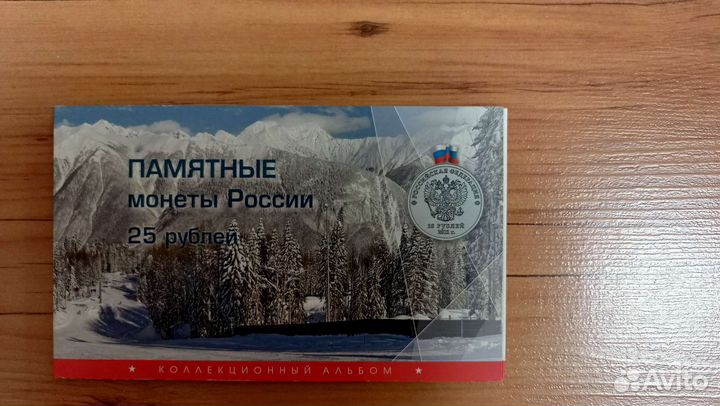 ПАМЯТНЫЕ
монеты России
25 рублей
РОССИЙСКАЯ ФЕДЕРАЦИЯ
25 РУБЛЕЙ
КОЛЛЕКЦИОННЫЙ АЛЬБОМ
Avito